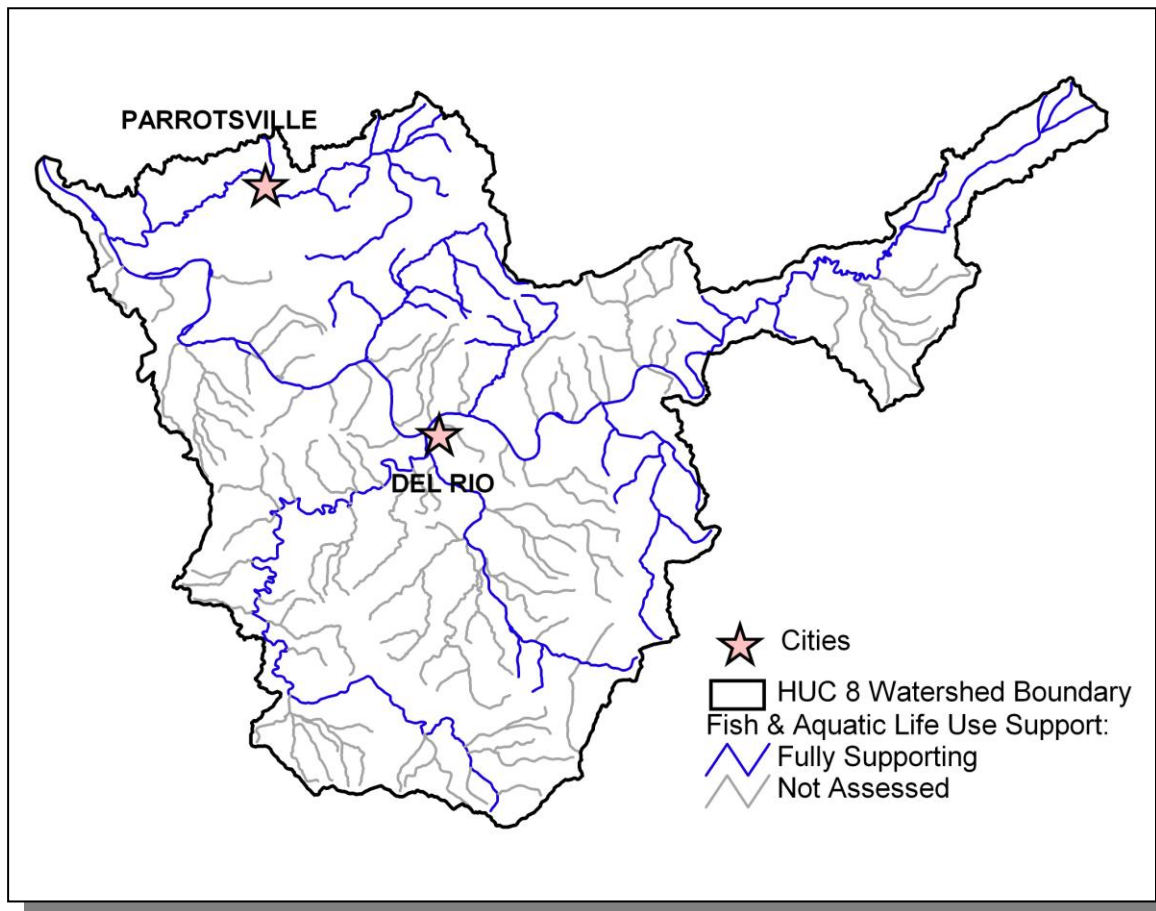 PARROTSVILLE
DEL RIO
Cities
HUC 8 Watershed Boundary
Fish & Aquatic Life Use Support:
Fully Supporting
Not Assessed